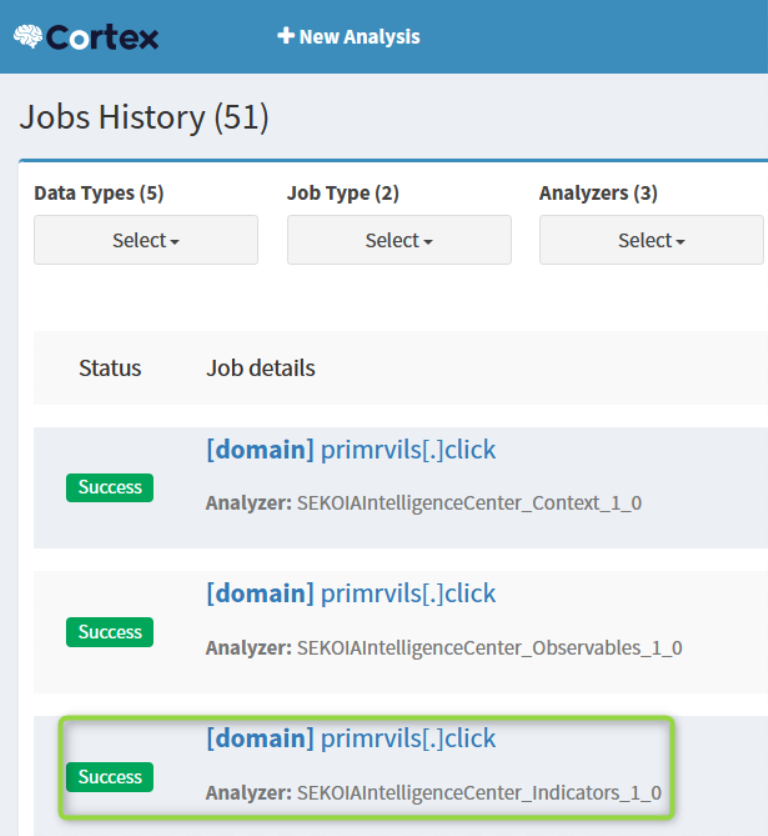 Cortex
New Analysis
Jobs History (51)
Data Types (5) Job Type (2) Analyzers (3)
Select Select Select
Status Job details
[domain] primrvils[.]click
Success
Analyzer: SEKOIAIntelligenceCenter_Context_1_0
[domain] primrvils[.]click
Success
Analyzer: SEKOIAIntelligenceCenter_Observables_1_0
[domain] primrvils[.]click
Success
Analyzer: SEKOIAIntelligenceCenter_Indicators_1_0